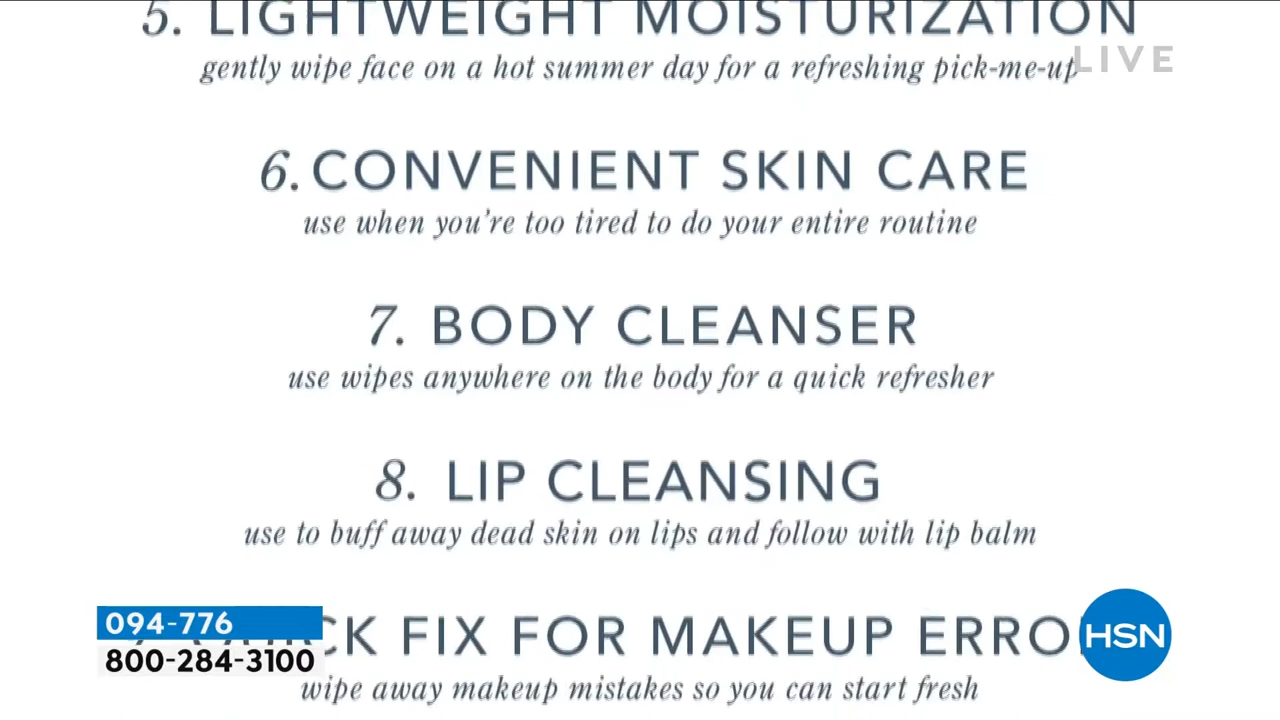 5. LIGHTWEIGHT MOISTURIZATION
gently wipe face on a hot summer day for a refreshing pick-me-up
LIVE
6. CONVENIENT SKIN CARE
use when you're too tired to do your entire routine
7. BODY CLEANSER
use wipes anywhere on the body for a quick refresher
8. LIP CLEANSING
use to buff away dead skin on lips and follow with lip balm
094-776
FIX FOR MAKEUP
HSN
800-284-3100
wipe away makeup mistakes so you can start fresh